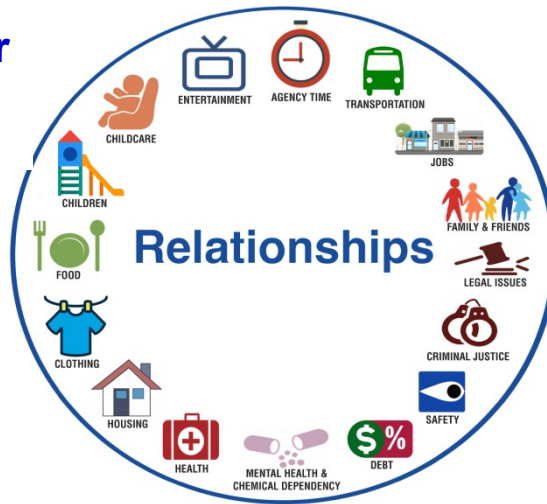 r
ENTERTAINMENT
AGENCY TIME
TRANSPORTATION
JOBS
FAMILY & FRIENDS
LEGAL ISSUES
CRIMINAL JUSTICE
SAFETY
$ %
DEBT
MENTAL HEALTH &
CHEMICAL DEPENDENCY
HEALTH
HOUSING
CLOTHING
FOOD
CHILDREN
CHILDCARE
Relationships